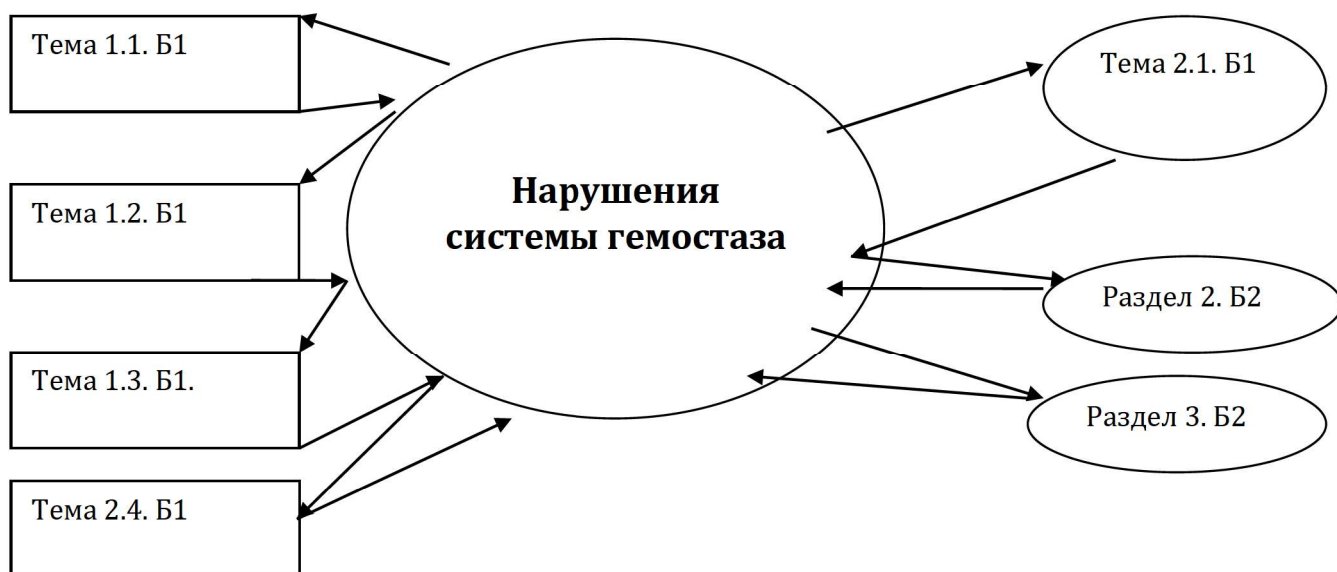 Тема 1.1. Б1
Тема 1.2. Б1
Тема 1.3. Б1.
Тема 2.4. Б1
Нарушения
системы гемостаза
Тема 2.1. Б1
Раздел 2. Б2
Раздел 3. Б2